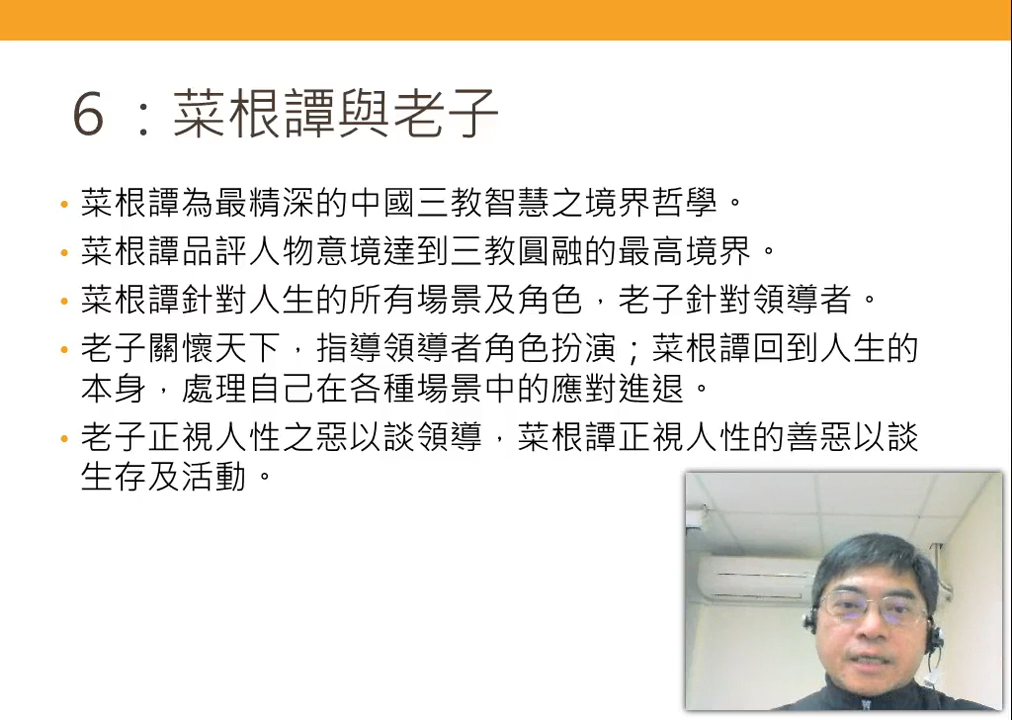 6：菜根譚與老子
• 菜根譚為最精深的中國三教智慧之境界哲學。
• 菜根譚品評人物意境達到三教圓融的最高境界。
• 菜根譚針對人生的所有場景及角色，老子針對領導者。
• 老子關懷天下，指導領導者角色扮演；菜根譚回到人生的
本身，處理自己在各種場景中的應對進退。
• 老子正視人性之惡以談領導，菜根譚正視人性的善惡以談
生存及活動。